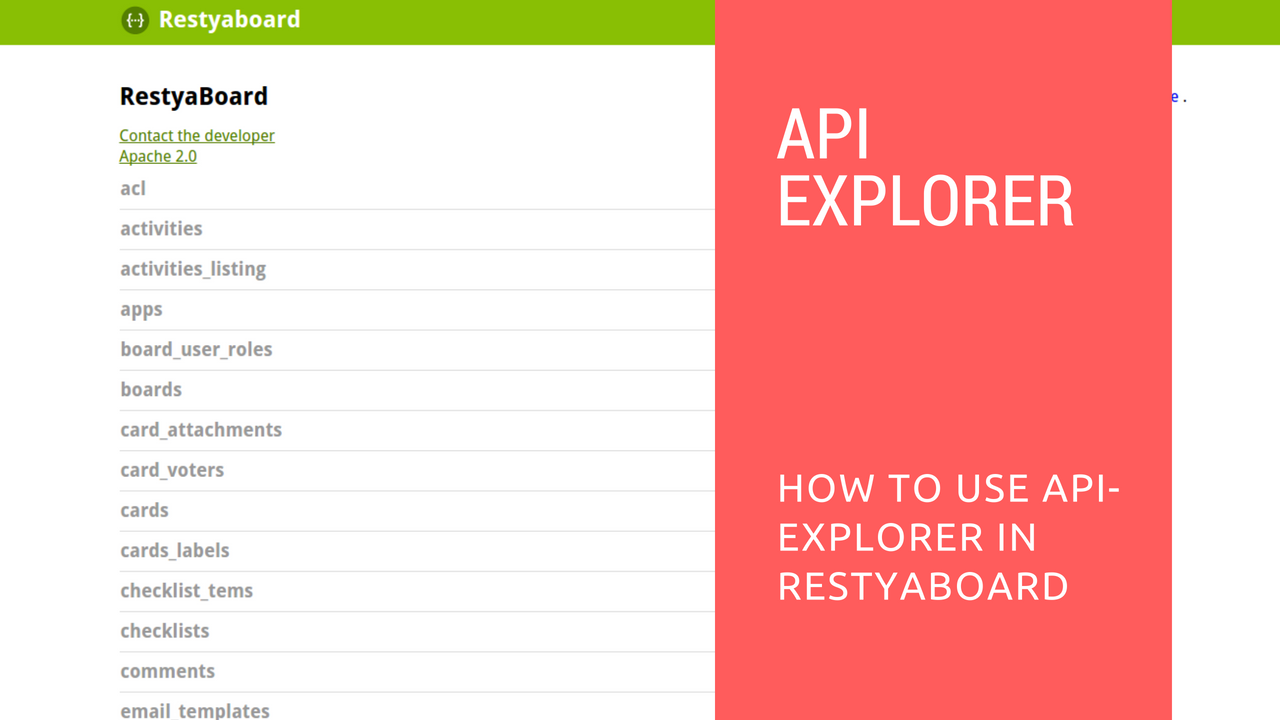 Restyaboard
RestyaBoard
Contact the developer
Apache 2.0
acl
activities
activities_listing
apps
board_user_roles
boards
card_attachments
card_voters
cards
cards_labels
checklist_tems
checklists
comments
email_templates
API
EXPLORER
HOW TO USE API-
EXPLORER IN
RESTYABOARD
e .